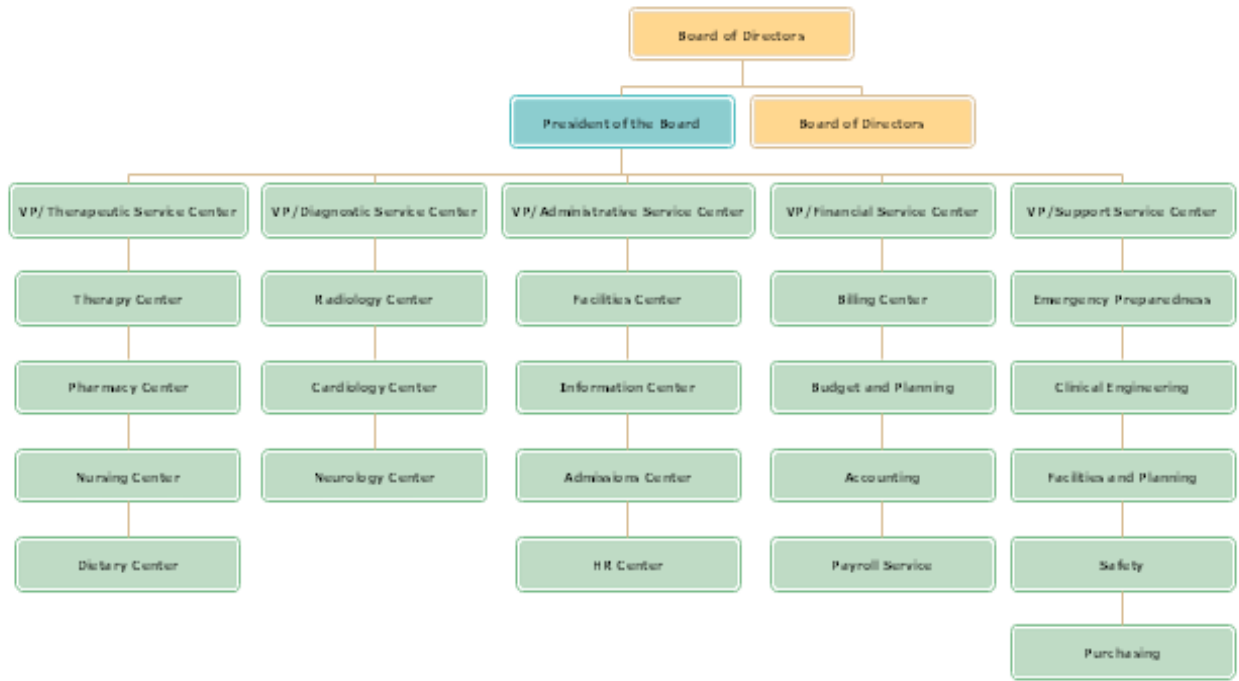 Board of Directors
President of the Board
Board of Directors
VP/Therapeutic Service Center
VP/Diagnostic Service Center
VP/Administrative Service Center
VP/Financial Service Center
VP/Support Service Center
Therapy Center
Radiology Center
Facilities Center
Billing Center
Emergency Preparedness
Pharmacy Center
Cardiology Center
Information Center
Budget and Planning
Clinical Engineering
Nursing Center
Neurology Center
Admissions Center
Accounting
Facilities and Planning
Dietary Center
HR Center
Payroll Service
Safety
Purchasing